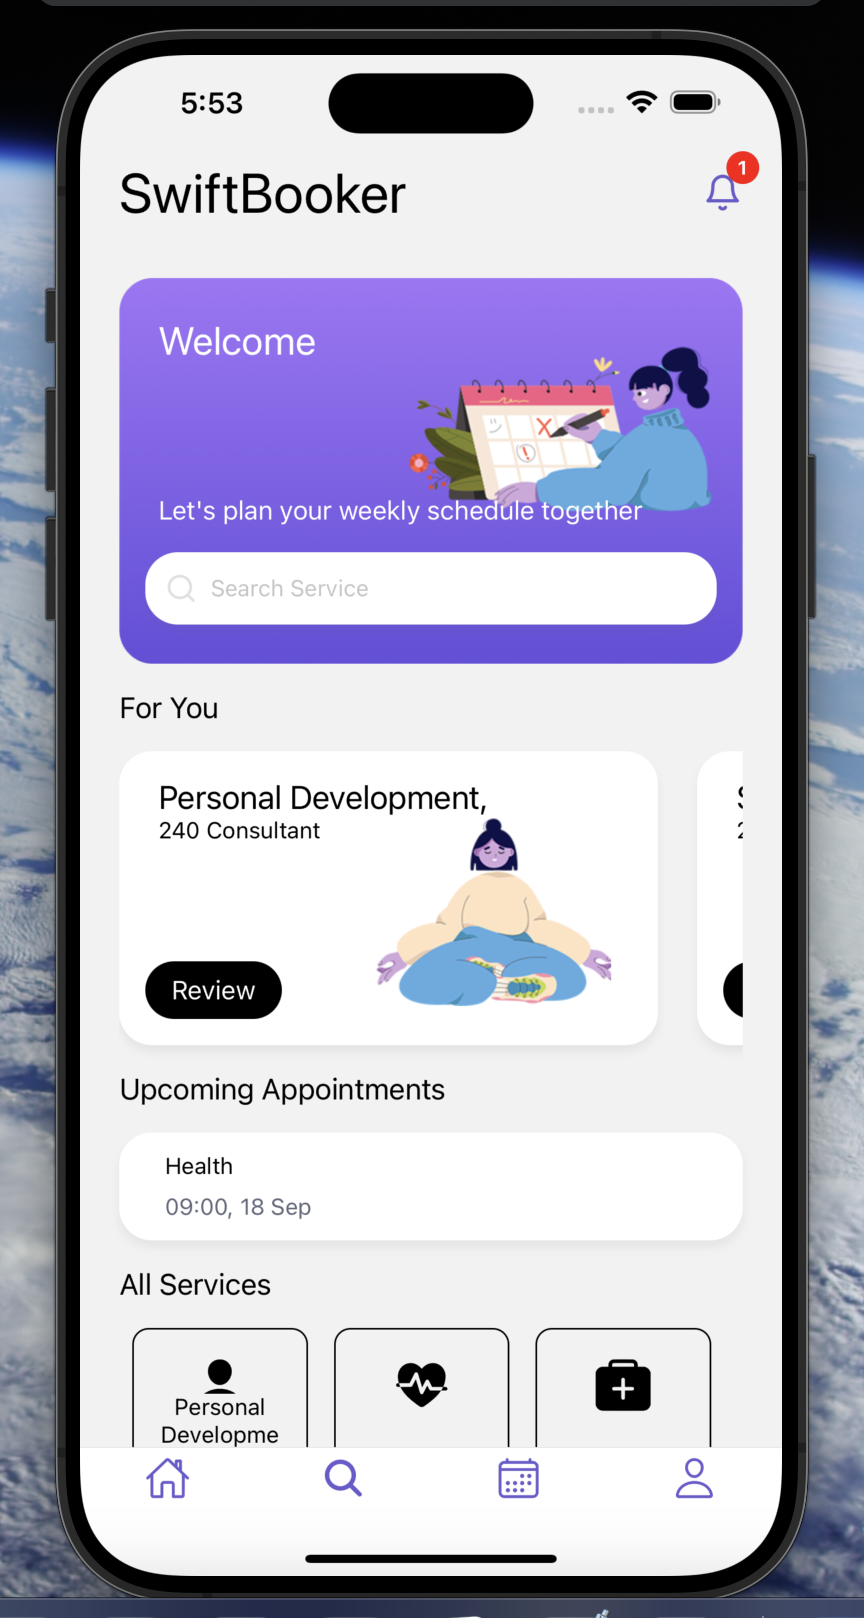 5:53
SwiftBooker
1
Welcome
Let's plan your weekly schedule together
Search Service
For You
Personal Development,
240 Consultant
Review
Upcoming Appointments
Health
09:00, 18 Sep
All Services
Personal
Developme